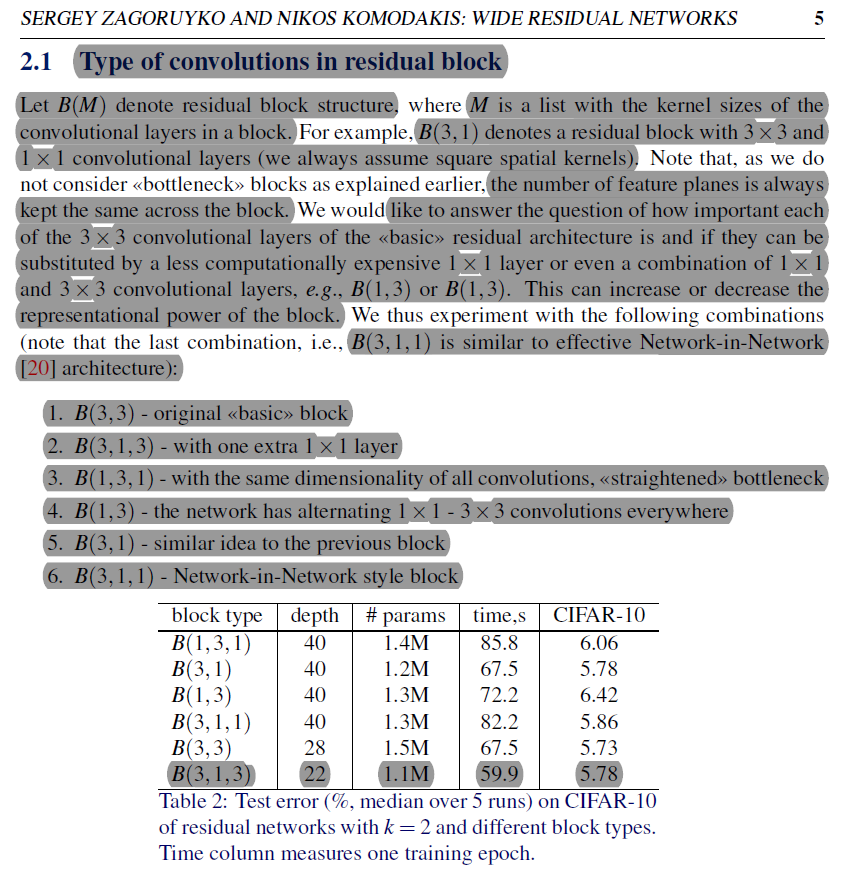 SERGEY ZAGORUYKO AND NIKOS KOMODAKIS: WIDE RESIDUAL NETWORKS 5
2.1 Type of convolutions in residual block
Let B(M) denote residual block structure, where M is a list with the kernel sizes of the
convolutional layers in a block. For example, B(3,1) denotes a residual block with 3 × 3 and
1 × 1 convolutional layers (we always assume square spatial kernels). Note that, as we do
not consider «bottleneck» blocks as explained earlier, the number of feature planes is always
kept the same across the block. We would like to answer the question of how important each
of the 3 × 3 convolutional layers of the «basic» residual architecture is and if they can be
substituted by a less computationally expensive 1 × 1 layer or even a combination of 1 × 1
and 3 × 3 convolutional layers, e.g., B(1,3) or B(1,3). This can increase or decrease the
representational power of the block. We thus experiment with the following combinations
(note that the last combination, i.e., B(3,1,1) is similar to effective Network-in-Network
[20] architecture):
1. B(3,3) - original «basic» block
2. B(3,1,3) - with one extra 1 × 1 layer
3. B(1,3,1) - with the same dimensionality of all convolutions, «straightened» bottleneck
4. B(1,3) - the network has alternating 1 × 1 - 3 × 3 convolutions everywhere
5. B(3,1) - similar idea to the previous block
6. B(3,1,1) - Network-in-Network style block
block type depth # params time,s CIFAR-10
B(1,3,1) 40 1.4M 85.8 6.06
B(3,1) 40 1.2M 67.5 5.78
B(1,3) 40 1.3M 72.2 6.42
B(3,1,1) 40 1.3M 82.2 5.86
B(3,3) 28 1.5M 67.5 5.73
B(3,1,3) 22 1.1M 59.9 5.78
Table 2: Test error (%, median over 5 runs) on CIFAR-10
of residual networks with k = 2 and different block types.
Time column measures one training epoch.